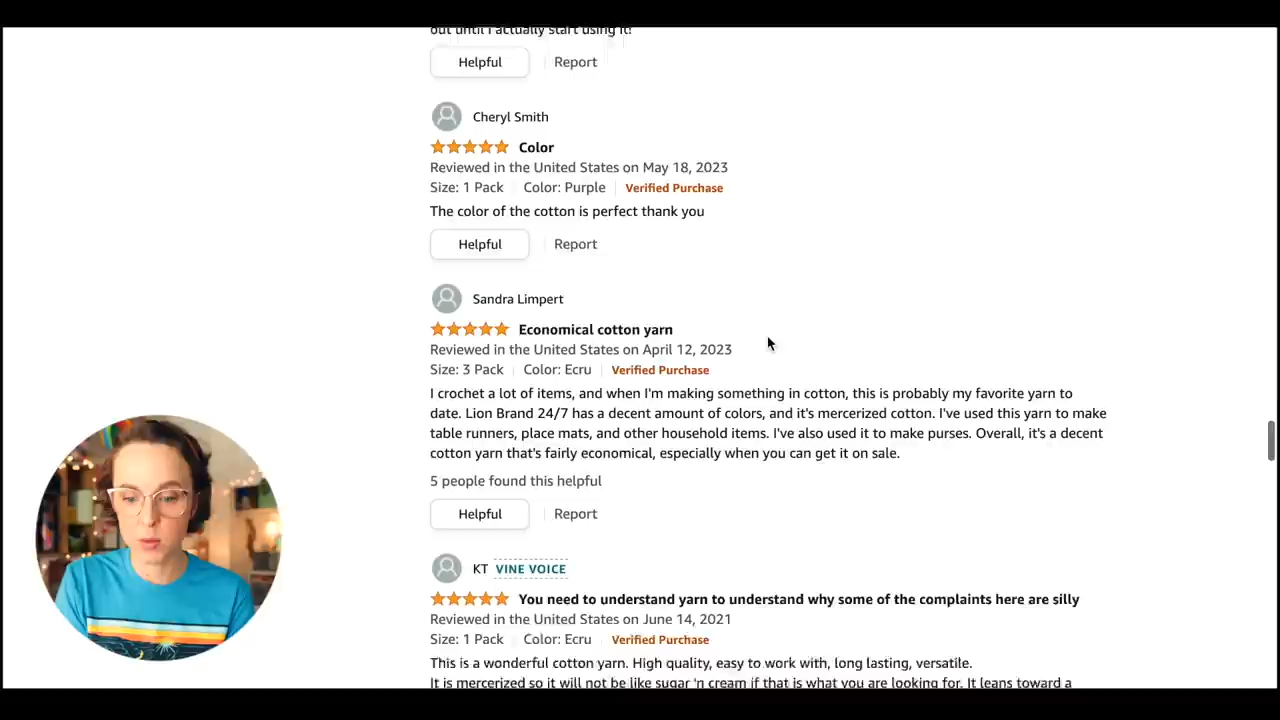 out until I actually start using it!
Helpful Report
Cheryl Smith
Color
Reviewed in the United States on May 18, 2023
Size: 1 Pack Color: Purple Verified Purchase
The color of the cotton is perfect thank you
Helpful Report
Sandra Limpert
Economical cotton yarn
Reviewed in the United States on April 12, 2023
Size: 3 Pack Color: Ecru Verified Purchase
I crochet a lot of items, and when I'm making something in cotton, this is probably my favorite yarn to
date. Lion Brand 24/7 has a decent amount of colors, and it's mercerized cotton. I've used this yarn to make
table runners, place mats, and other household items. I've also used it to make purses. Overall, it's a decent
cotton yarn that's fairly economical, especially when you can get it on sale.
5 people found this helpful
Helpful Report
KT VINE VOICE
You need to understand yarn to understand why some of the complaints here are silly
Reviewed in the United States on June 14, 2021
Size: 1 Pack Color: Ecru Verified Purchase
This is a wonderful cotton yarn. High quality, easy to work with, long lasting, versatile.
It is mercerized so it will not be like sugar 'n cream if that is what you are looking for. It leans toward a